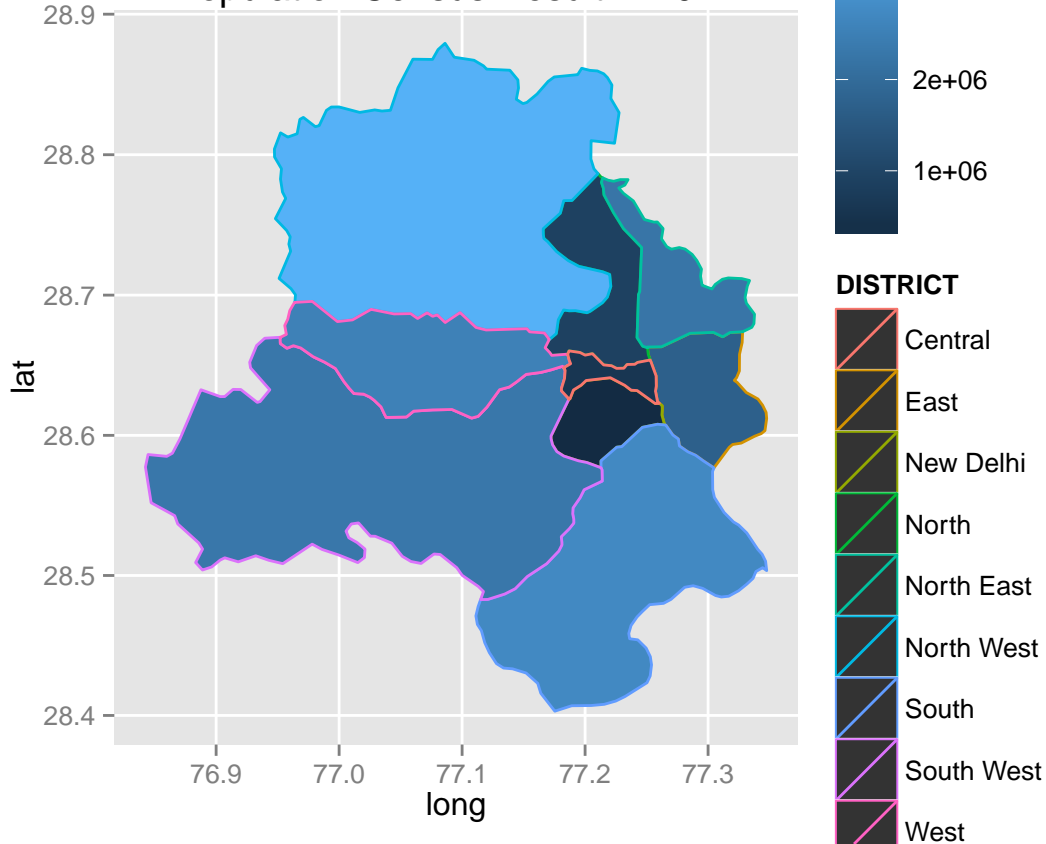 28.9
28.8
28.7
28.6
28.5
28.4
lat
76.9
77.0
77.1
77.2
77.3
long
2e+06
1e+06
DISTRICT
Central
East
New Delhi
North
North East
North West
South
South West
West